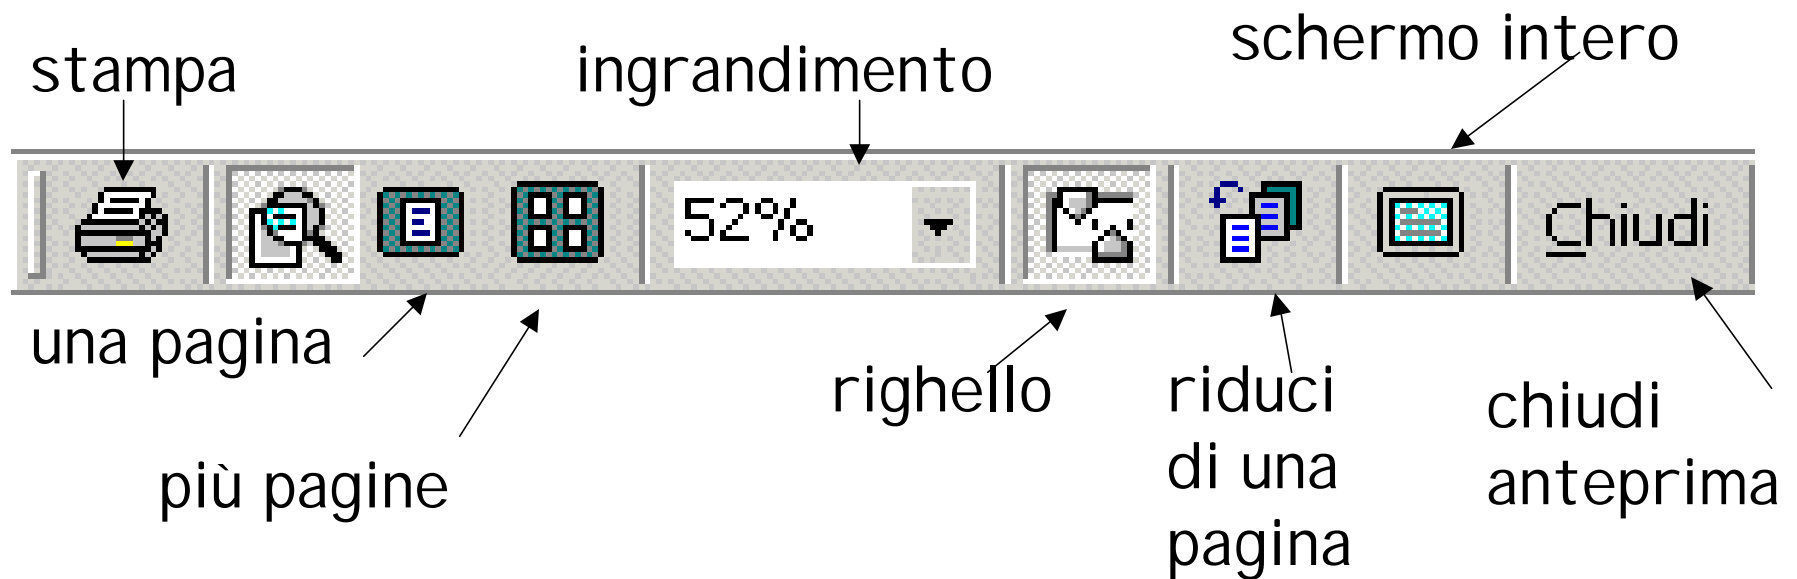 schermo intero
stampa
ingrandimento
52%
Chiudi
una pagina
righello
riduci
di una
pagina
chiudi
anteprima
più pagine